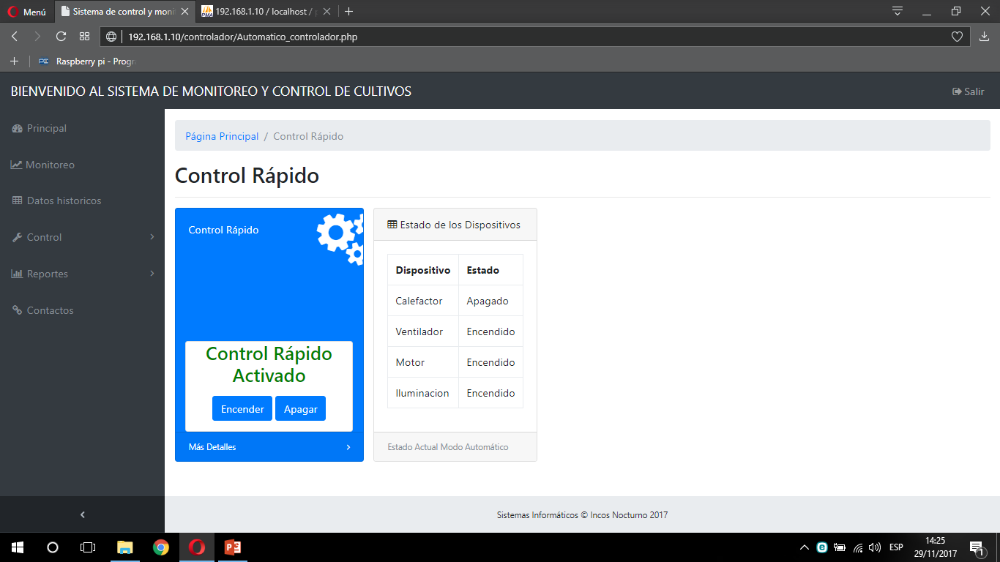 Menú
Sistema de control y moni
192.168.1.10 / localhost / p
192.168.1.10/controlador/Automatico_controlador.php
Raspberry pi - Progra
BIENVENIDO AL SISTEMA DE MONITOREO Y CONTROL DE CULTIVOS
Salir
Principal
Monitoreo
Datos historicos
Control
Reportes
Contactos
Página Principal / Control Rápido
Control Rápido
Control Rápido
Control Rápido
Activado
Encender Apagar
Más Detalles
Estado de los Dispositivos
Dispositivo Estado
Calefactor Apagado
Ventilador Encendido
Motor Encendido
Iluminacion Encendido
Estado Actual Modo Automático
Sistemas Informáticos © Incos Nocturno 2017
ESP
14:25
29/11/2017
1